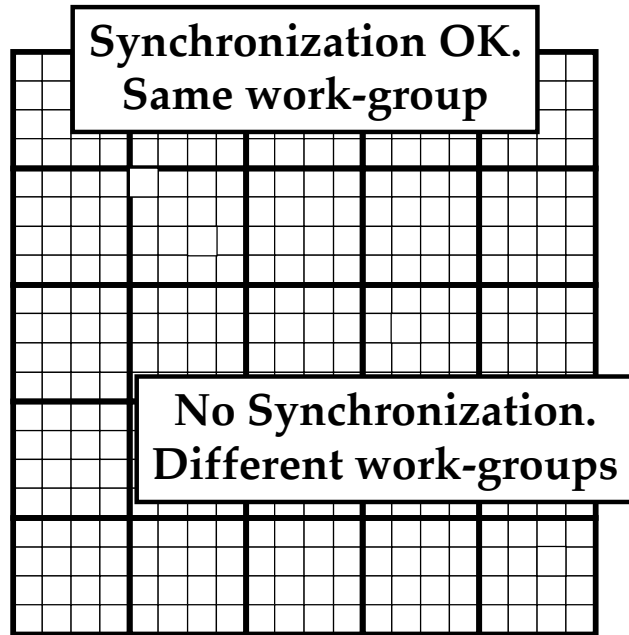 Synchronization OK.
Same work-group
No Synchronization.
Different work-groups